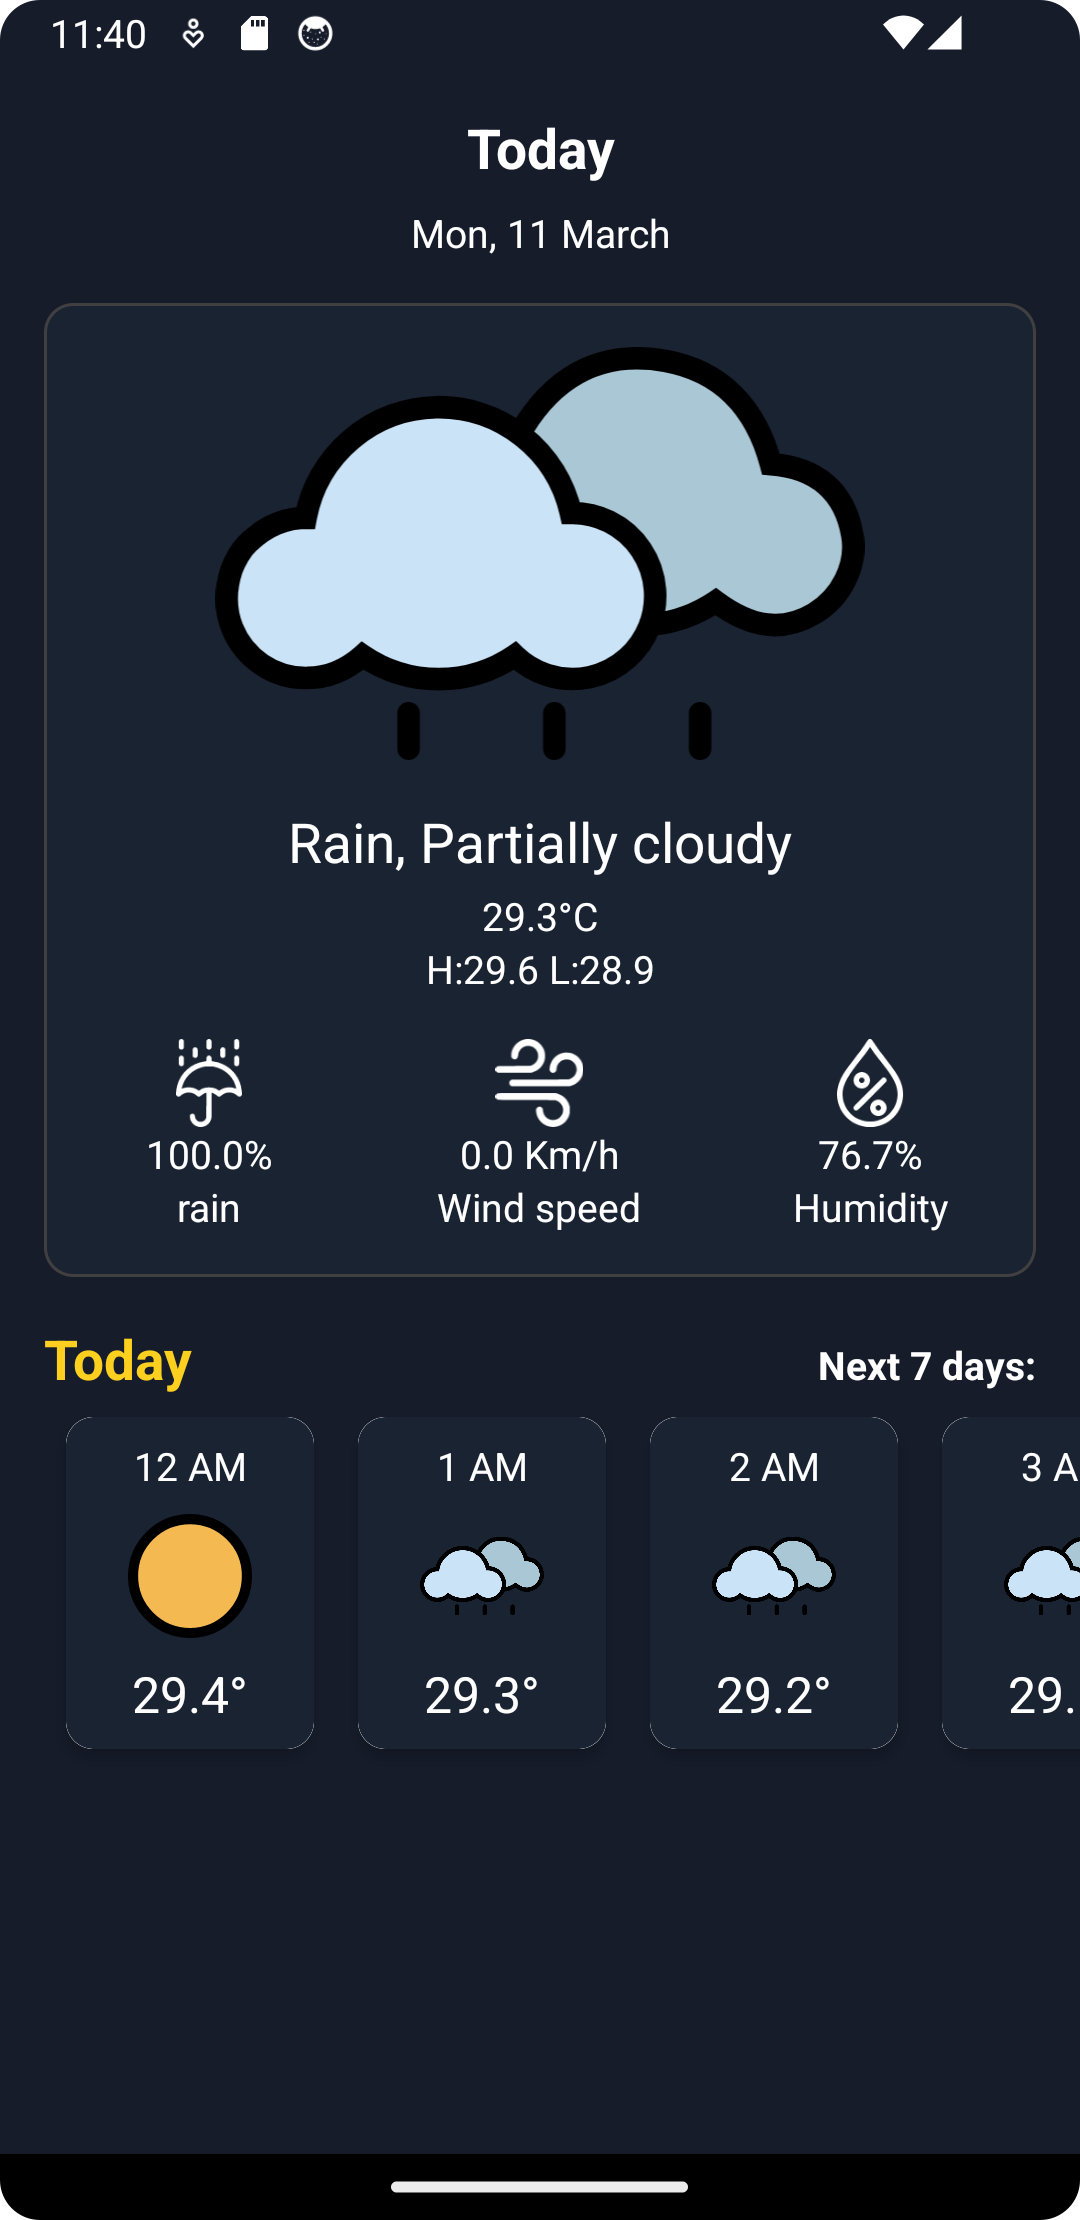 11:40
Today
Mon, 11 March
Rain, Partially cloudy
29.3°C
H:29.6 L:28.9
100.0%
rain
0.0 Km/h
Wind speed
76.7%
Humidity
Today
Next 7 days:
12 AM
29.4°
1 AM
29.3°
2 AM
29.2°
3 A
29.